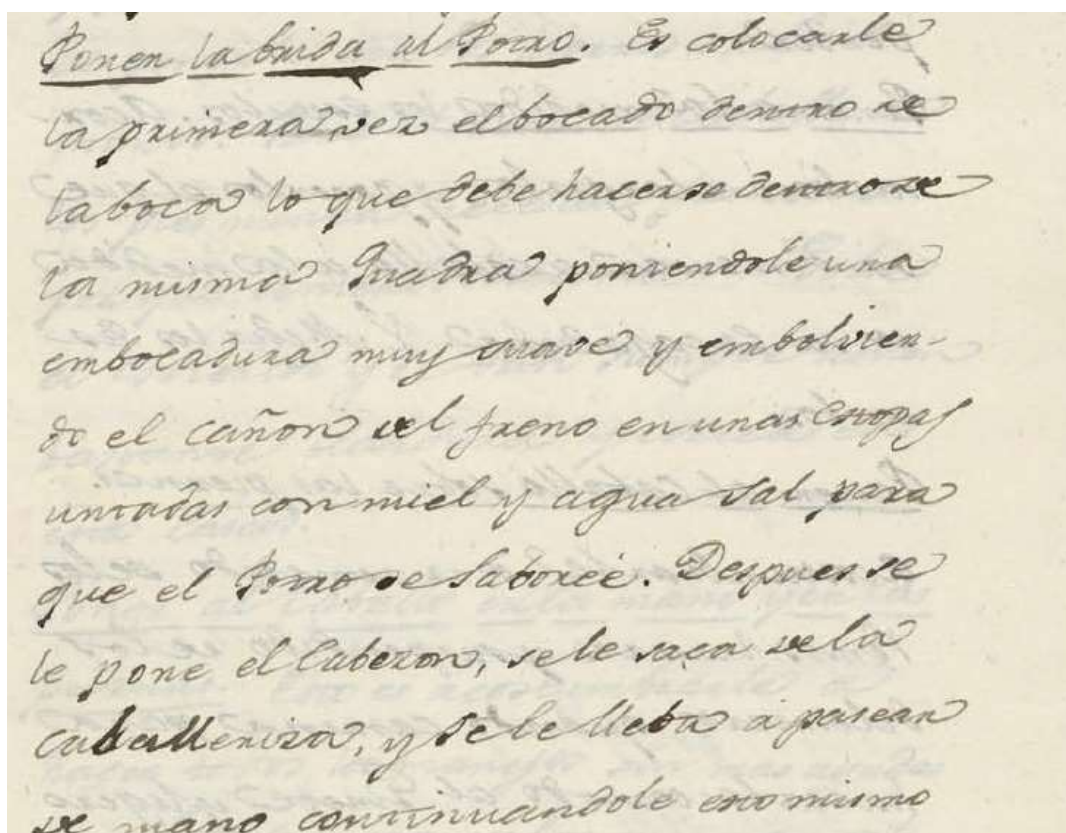 Poner la brida al Potro. Es colocarle
la primera vez el bocado dentro de
la boca lo que debe hacerse dentro de
la misma Quadra poniendole una
embocadura muy suave y embolvien-
do el cañon del freno en unas estopas
untadas con miel y agua sal para
que el Potro se saboreé. Despues se
le pone el Cabezon, se le saca de la
caballeriza, y se le lleba à pasear
de mano continuandole esto mismo